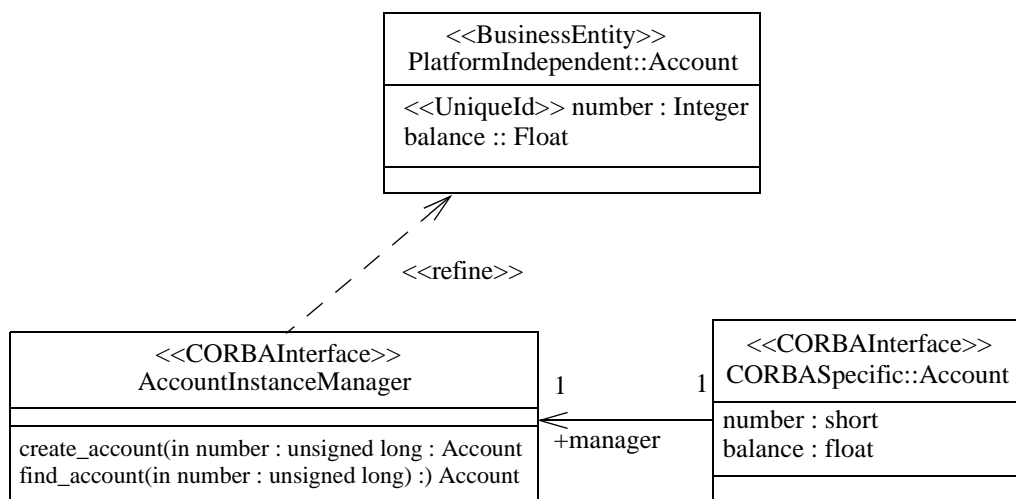 <<BusinessEntity>>
PlatformIndependent::Account
<<UniqueId>> number : Integer
balance :: Float
<<refine>>
<<CORBAInterface>>
AccountInstanceManager
create_account(in number : unsigned long : Account
find_account(in number : unsigned long) :) Account
1
1
+manager
<<CORBAInterface>>
CORBASpecific::Account
number : short
balance : float